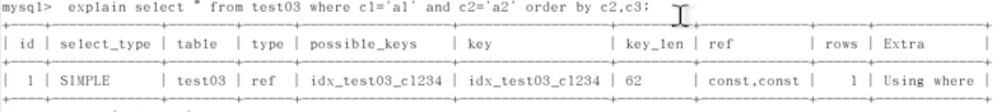 mysql> explain select * from test03 where c1='a1' and c2='a2' order by c2,c3;
| id | select_type | table | type | possible_keys | key | key_len | ref | rows | Extra |
| 1 | SIMPLE | test03 | ref | idx_test03_c1234 | idx_test03_c1234 | 62 | const,const | 1 | Using where |